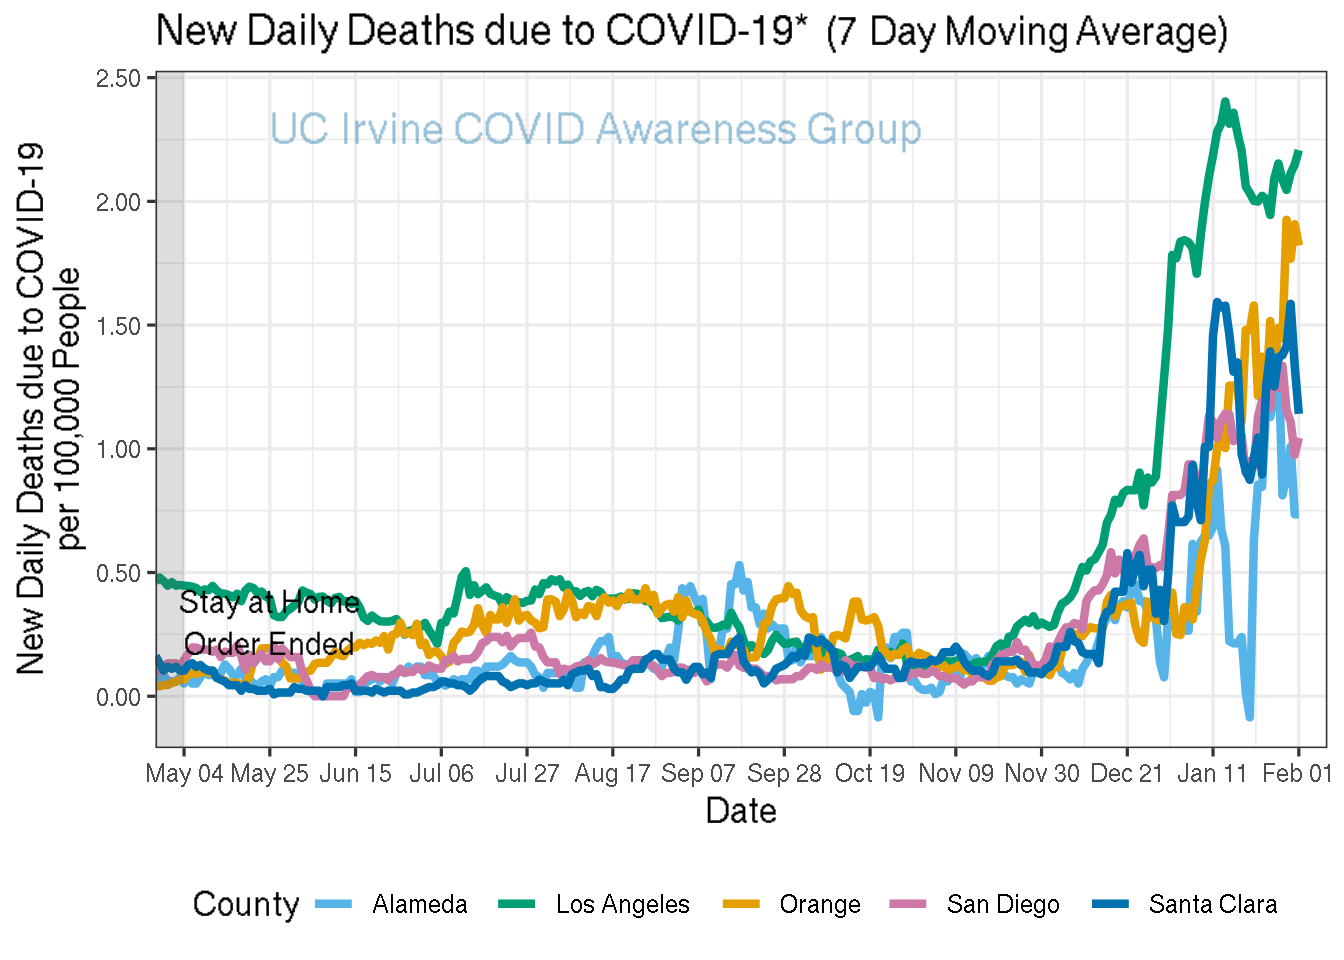 New Daily Deaths due to COVID-19* (7 Day Moving Average)
New Daily Deaths due to COVID-19
per 100,000 People
2.50
2.00
1.50
1.00
0.50
0.00
UC Irvine COVID Awareness Group
Stay at Home
Order Ended
May 04 May 25 Jun 15 Jul 06 Jul 27 Aug 17 Sep 07 Sep 28 Oct 19 Nov 09 Nov 30 Dec 21 Jan 11 Feb 01
Date
County Alameda Los Angeles Orange San Diego Santa Clara